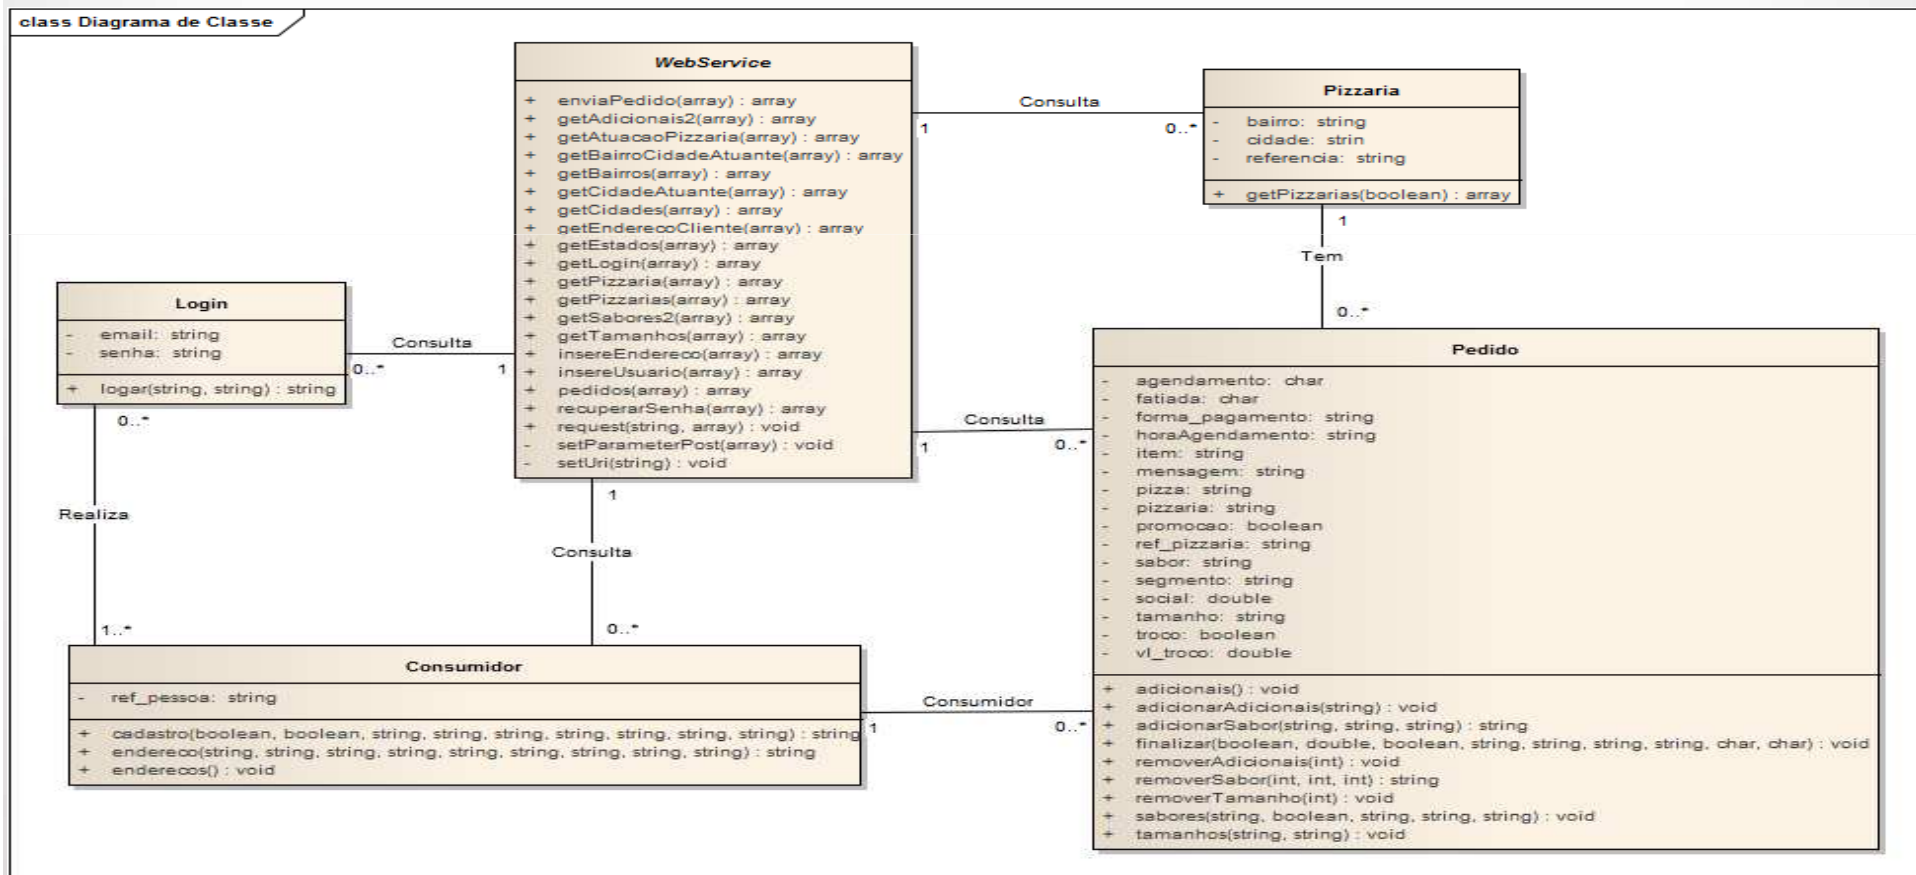 class Diagrama de Classe
WebService
+ enviaPedido(array) : array
+ getAdicionais2(array) : array
+ getAtuacaoPizzaria(array) : array
+ getBairroCidadeAtuante(array) : array
+ getBairros(array) : array
+ getCidadeAtuante(array) : array
+ getCidades(array) : array
+ getEnderecoCliente(array) : array
+ getEstados(array) : array
+ getLogin(array) : array
+ getPizzaria(array) : array
+ getPizzarias(array) : array
+ getSabores2(array) : array
+ getTamanhos(array) : array
+ insereEndereco(array) : array
+ insereUsuario(array) : array
+ pedidos(array) : array
+ recuperarSenha(array) : array
+ request(string, array) : void
- setParameterPost(array) : void
- setUri(string) : void
Consulta
1
0..*
Pizzaria
- bairro: string
- cidade: strin
- referencia: string
+ getPizzarias(boolean) : array
1
Tem
0..*
Login
- email: string
- senha: string
+ logar(string, string) : string
Consulta
0..*
1
0..*
Realiza
1..*
Consulta
1
0..*
1
Consulta
0..*
Pedido
- agendamento: char
- fatiada: char
- forma_pagamento: string
- horaAgendamento: string
- item: string
- mensagem: string
- pizza: string
- pizzaria: string
- promocao: boolean
- ref_pizzaria: string
- sabor: string
- segmento: string
- social: double
- tamanho: string
- troco: boolean
- vl_troco: double
+ adicionais() : void
+ adicionarAdicionais(string) : void
+ adicionarSabor(string, string, string) : string
+ finalizar(boolean, double, boolean, string, string, string, string, char, char) : void
+ removerAdicionais(int) : void
+ removerSabor(int, int, int) : string
+ removerTamanho(int) : void
+ sabores(string, boolean, string, string, string) : void
+ tamanhos(string, string) : void
Consumidor
- ref_pessoa: string
+ cadastro(boolean, boolean, string, string, string, string, string, string, string) : string
+ endereco(string, string, string, string, string, string, string, string) : string
+ enderecos() : void
Consumidor
1
0..*